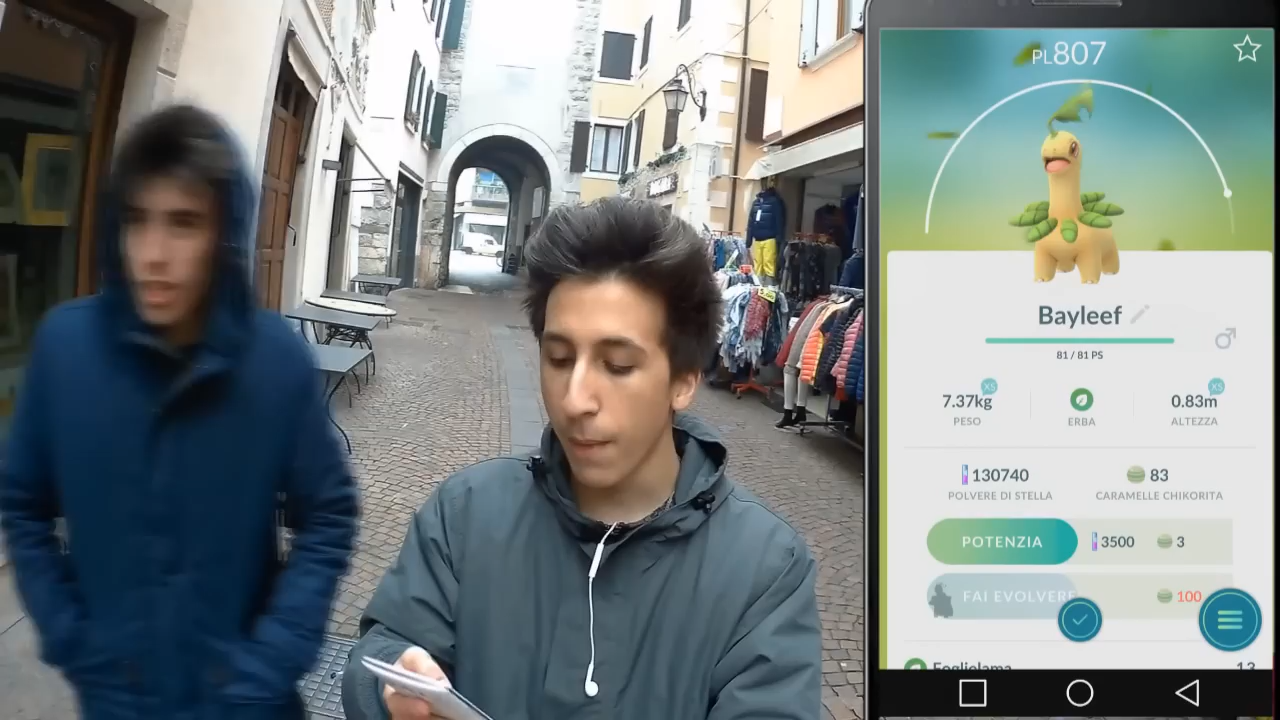 PL807
Bayleef
81 / 81 PS
XS
XS
7.37kg
0.83m
PESO
ERBA
ALTEZZA
130740
83
POLVERE DI STELLA
CARAMELLE CHIKORITA
POTENZIA
3500
3
FAI EVOLVERE
100
Foglielama
13